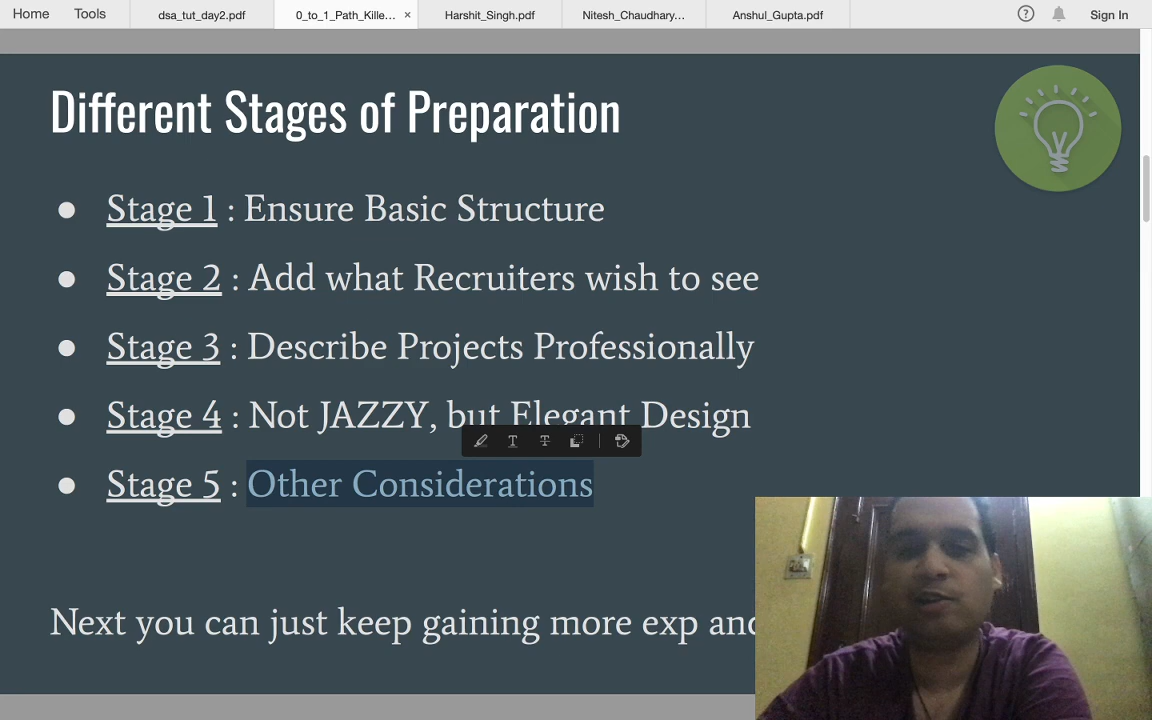 Home Tools dsa_tut_day2.pdf 0_to_1_Path_Kille... × Harshit_Singh.pdf Nitesh_Chaudhary... Anshul_Gupta.pdf ? Sign In
Different Stages of Preparation
● Stage 1 : Ensure Basic Structure
● Stage 2 : Add what Recruiters wish to see
● Stage 3 : Describe Projects Professionally
● Stage 4 : Not JAZZY, but Elegant Design
● Stage 5 : Other Considerations
Next you can just keep gaining more exp and